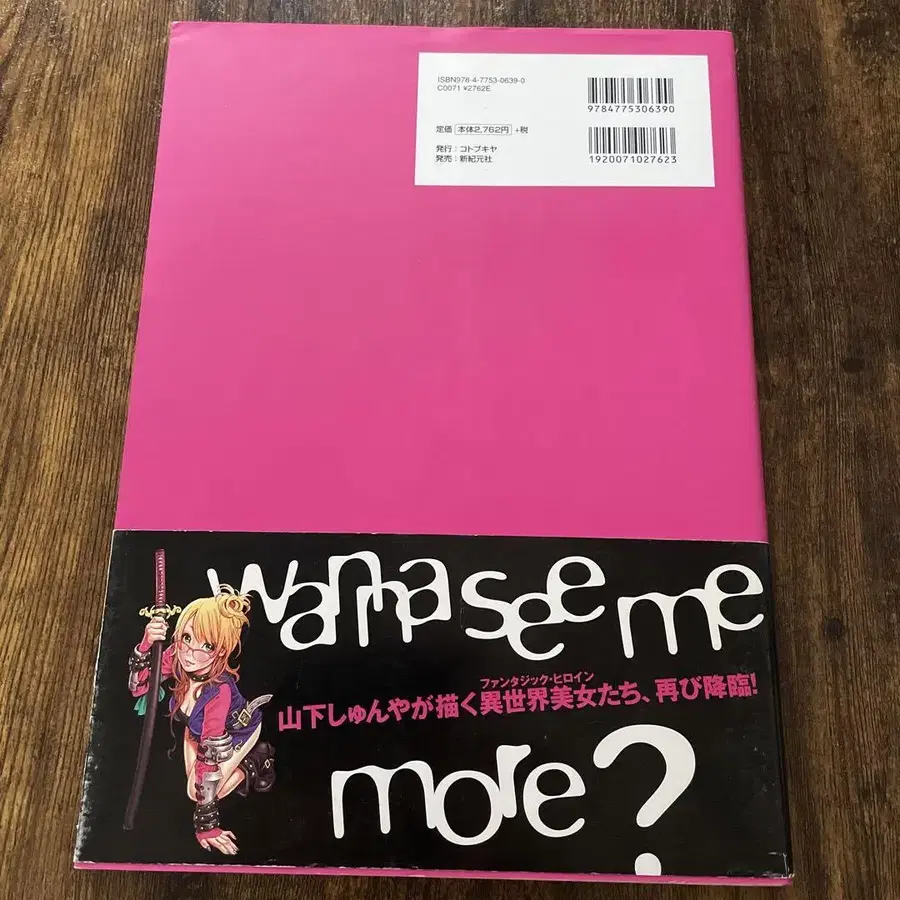 ISBN978-4-7753-0639-0
C0071 ¥2762E
定価 本体2,762円 +税
発行：コトブキヤ
発売：新紀元社
9784775306390
1920071027623
wanna see me
ファンタジック・ヒロイン
山下しゅんやが描く異世界美女たち、再び降臨!
more?